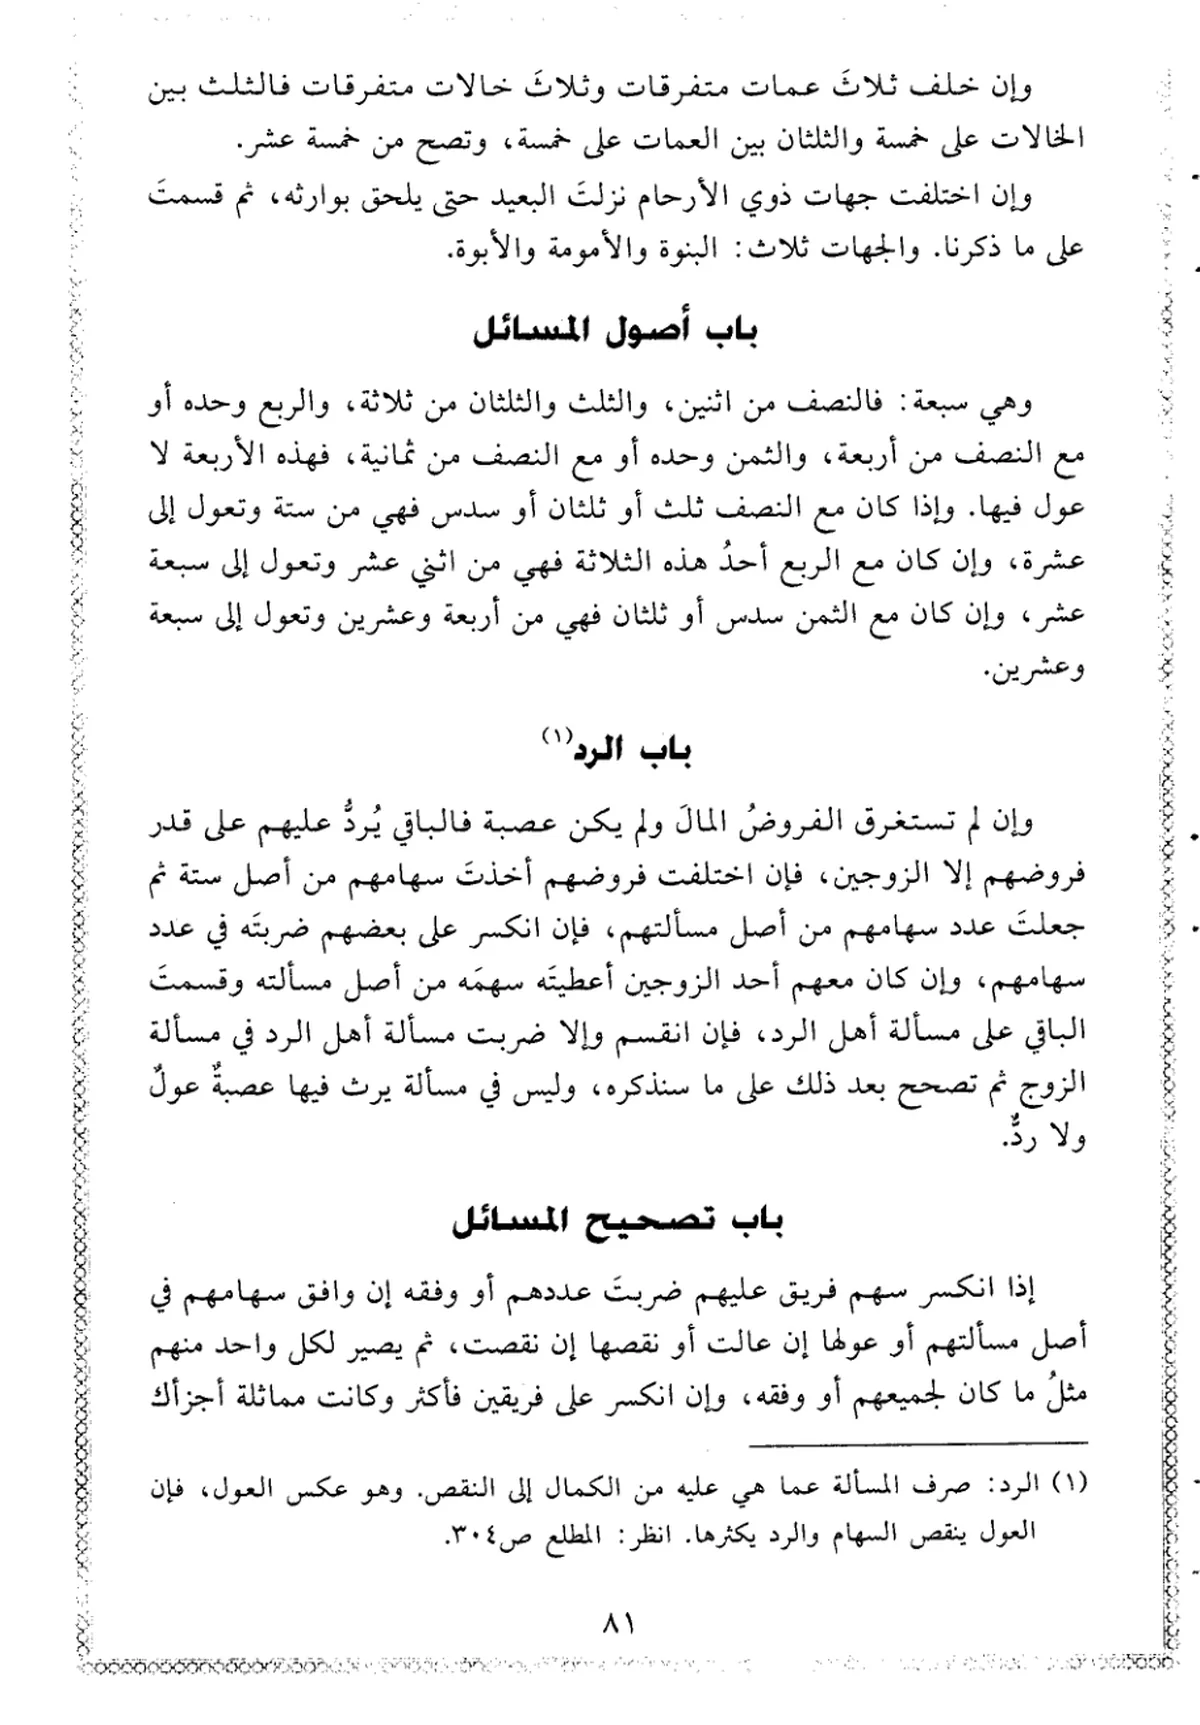 وإن خلف ثلاثَ عمات متفرقات وثلاثَ خالات متفرقات فالثلث بين
الخالات على خمسة والثلثان بين العمات على خمسة، وتصح من خمسة عشر.
وإن اختلفت جهات ذوي الأرحام نزلتَ البعيد حتى يلحق بوارثه، ثم قسمتَ
على ما ذكرنا. والجهات ثلاث: البنوة والأمومة والأبوة.
باب أصول المسائل
وهي سبعة: فالنصف من اثنين، والثلث والثلثان من ثلاثة، والربع وحده أو
مع النصف من أربعة، والثمن وحده أو مع النصف من ثمانية، فهذه الأربعة لا
عول فيها. وإذا كان مع النصف ثلث أو ثلثان أو سدس فهي من ستة وتعول إلى
عشرة، وإن كان مع الربع أحدُ هذه الثلاثة فهي من اثني عشر وتعول إلى سبعة
عشر، وإن كان مع الثمن سدس أو ثلثان فهي من أربعة وعشرين وتعول إلى سبعة
وعشرين.
باب الرد(١)
وإن لم تستغرق الفروضُ المالَ ولم يكن عصبة فالباقي يُردُّ عليهم على قدر
فروضهم إلا الزوجين، فإن اختلفت فروضهم أخذتَ سهامهم من أصل ستة ثم
جعلتَ عدد سهامهم من أصل مسألتهم، فإن انكسر على بعضهم ضربتَه في عدد
سهامهم، وإن كان معهم أحد الزوجين أعطيتَه سهمَه من أصل مسألته وقسمتَ
الباقي على مسألة أهل الرد، فإن انقسم وإلا ضربت مسألة أهل الرد في مسألة
الزوج ثم تصحح بعد ذلك على ما سنذكره، وليس في مسألة يرث فيها عصبةٌ عولٌ
ولا ردٌّ.
باب تصحيح المسائل
إذا انكسر سهم فريق عليهم ضربتَ عددهم أو وفقه إن وافق سهامهم في
أصل مسألتهم أو عولها إن عالت أو نقصها إن نقصت، ثم يصير لكل واحد منهم
مثلُ ما كان لجميعهم أو وفقه، وإن انكسر على فريقين فأكثر وكانت مماثلة أجزأك
(١) الرد: صرف المسألة عما هي عليه من الكمال إلى النقص. وهو عكس العول، فإن
العول ينقص السهام والرد يكثرها. انظر: المطلع ص٣٠٤.
٨١